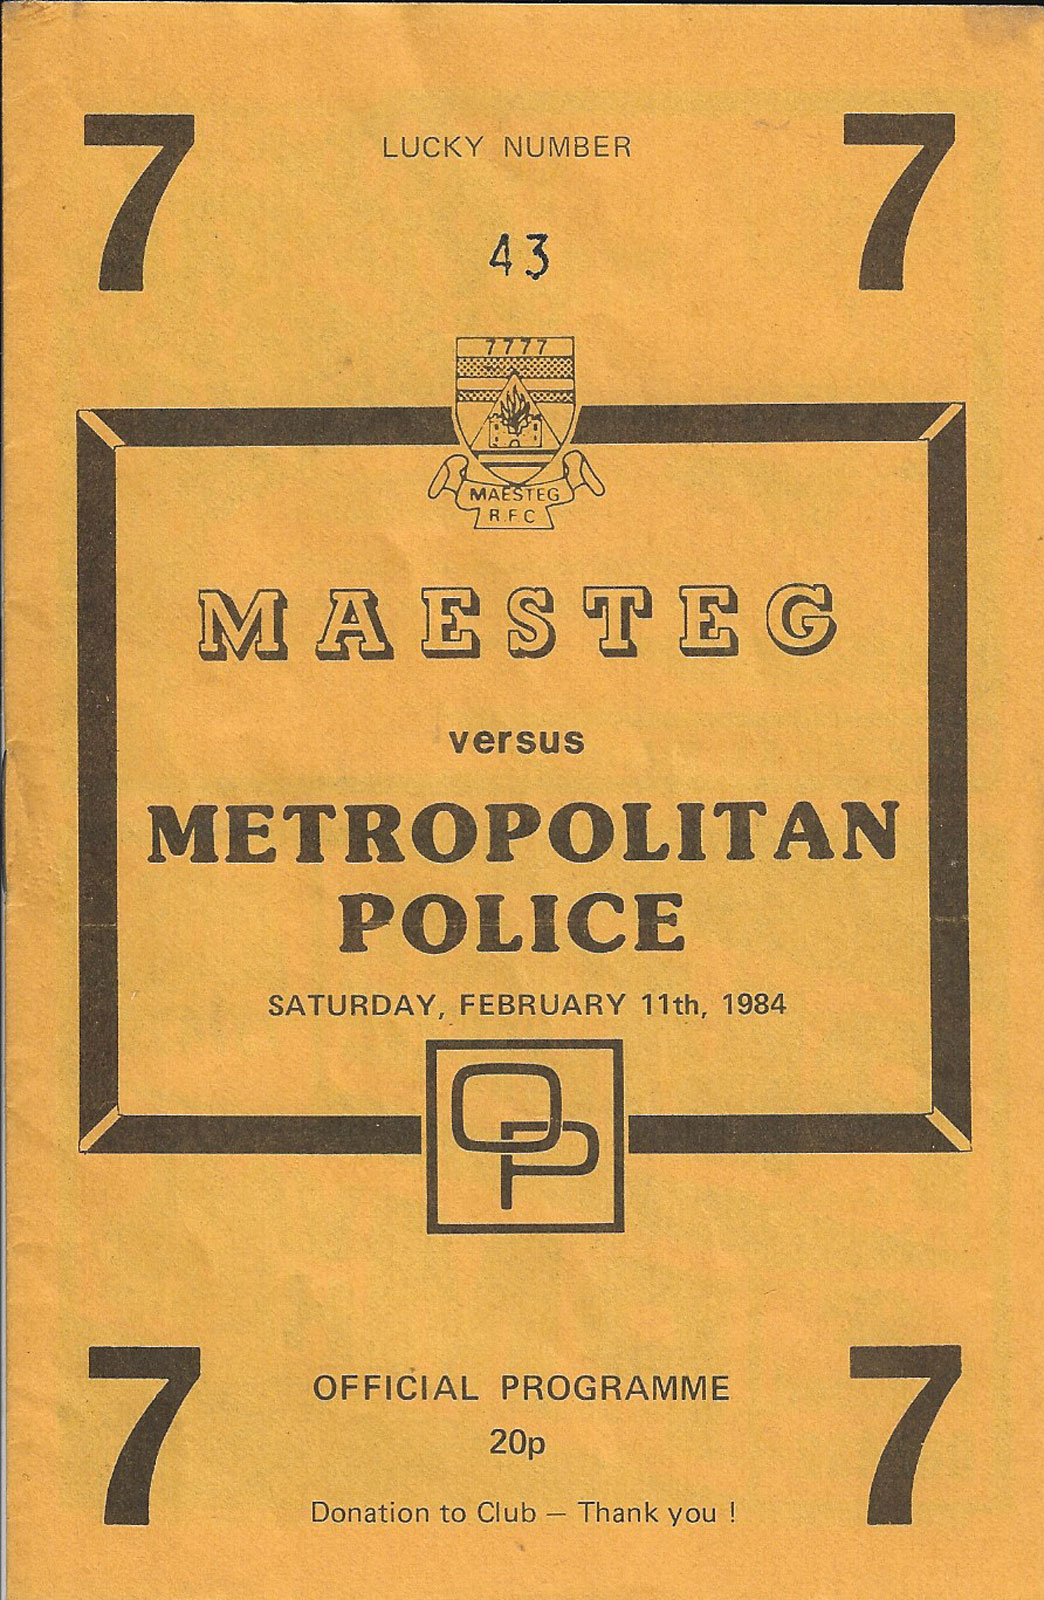 7 LUCKY NUMBER 7
43
7777
MAESTEG
R.F.C
MAESTEG
versus
METROPOLITAN
POLICE
SATURDAY, FEBRUARY 11th, 1984
OP
7 OFFICIAL PROGRAMME 7
20p
Donation to Club – Thank you !